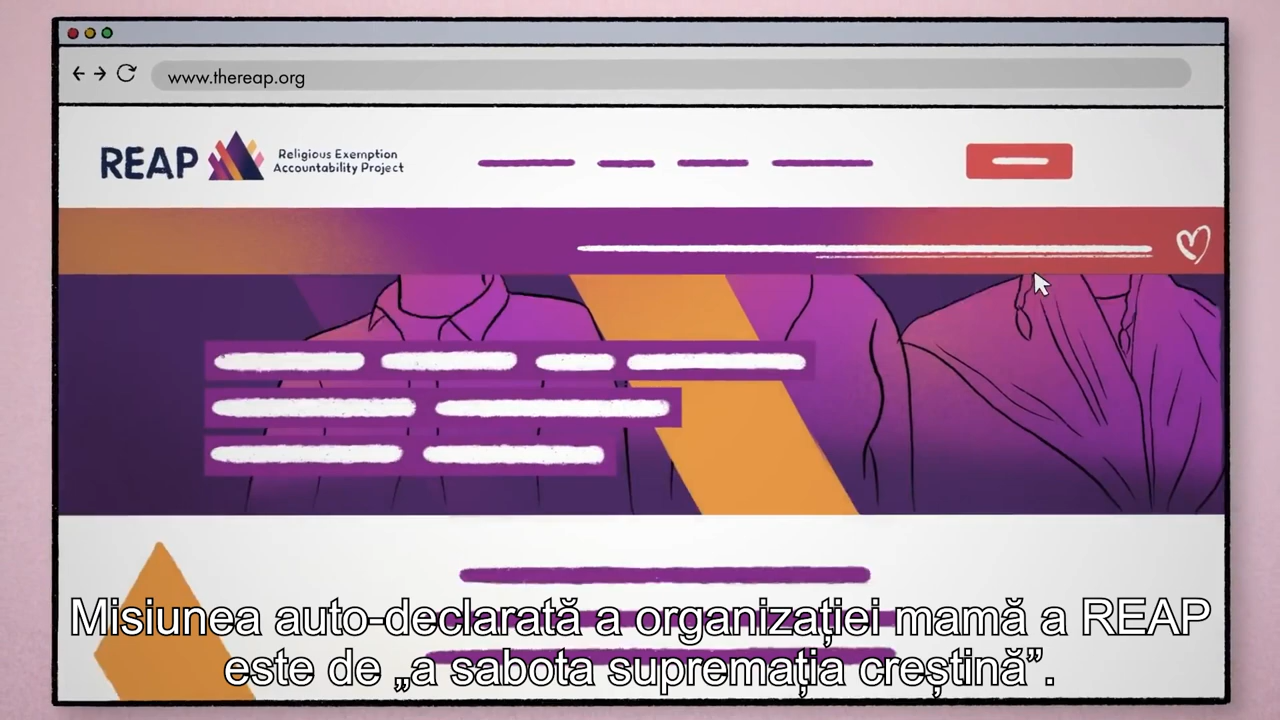 www.thereap.org
REAP
Religious Exemption
Accountability Project
Misiunea auto-declarată a organizației mamă a REAP
este de „a sabota supremația creștină”.